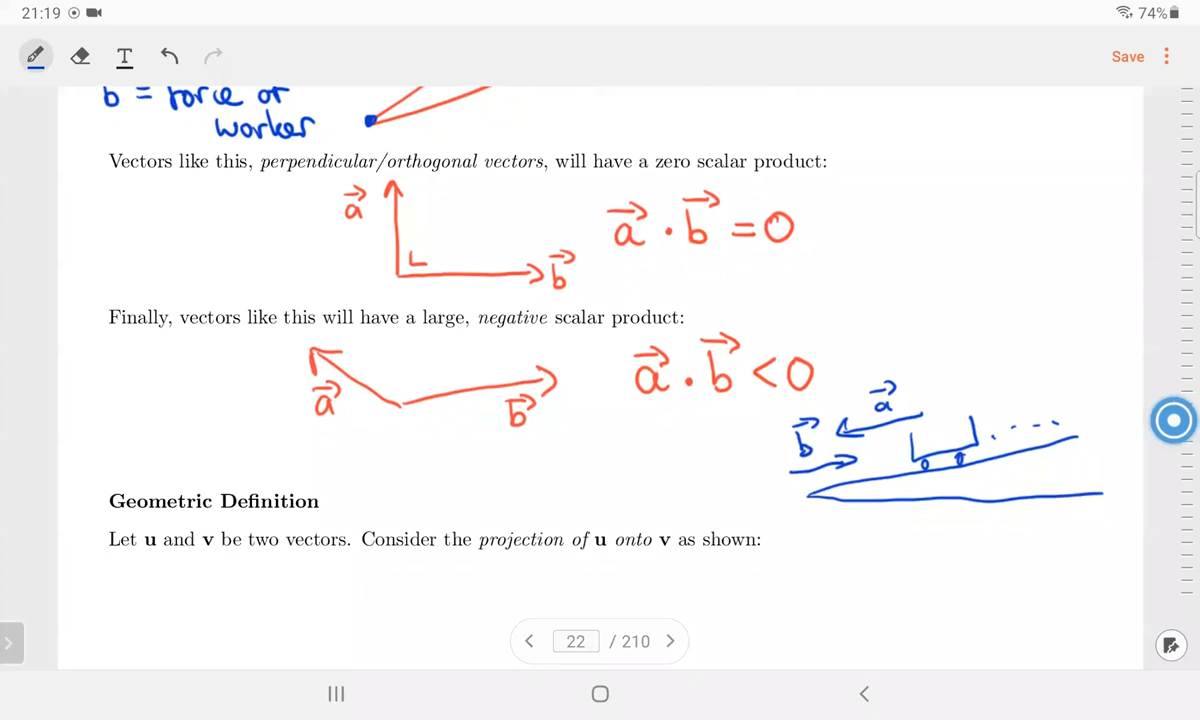 21:19
74%
T
Save
b = force of
worker
Vectors like this, perpendicular/orthogonal vectors, will have a zero scalar product:
a⃗
b⃗
a⃗ · b⃗ = 0
Finally, vectors like this will have a large, negative scalar product:
a⃗
b⃗
a⃗ · b⃗ < 0
a⃗
b⃗
Geometric Definition
Let u and v be two vectors. Consider the projection of u onto v as shown:
22 / 210